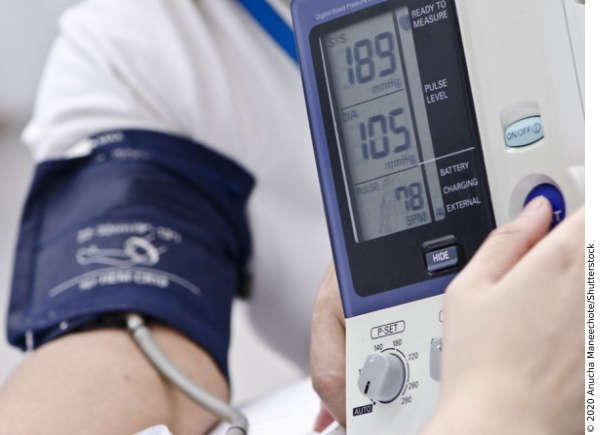 Digital Blood Pressure
READY TO
MEASURE
SYS
189
mmHg
PULSE
LEVEL
DIA
105
mmHg
BATTERY
CHARGING
EXTERNAL
PULSE
78
BPM
ON/OFF
HIDE
P-SET
140
180
220
260
280
AUTO
© 2020 Anucha Maneechote/Shutterstock